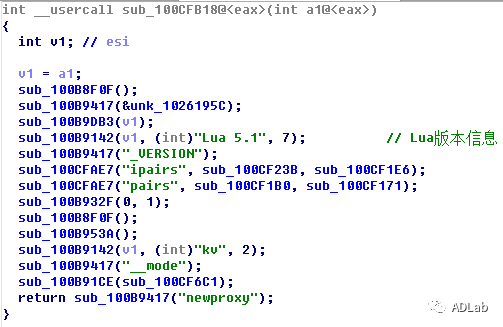 int __usercall sub_100CFB18@<eax>(int a1@<eax>)
{
  int v1; // esi

  v1 = a1;
  sub_100B8F0F();
  sub_100B9417(&unk_1026195C);
  sub_100B9DB3(v1);
  sub_100B9142(v1, (int)"Lua 5.1", 7);          // Lua版本信息
  sub_100B9417("_VERSION");
  sub_100CFAE7("ipairs", sub_100CF23B, sub_100CF1E6);
  sub_100CFAE7("pairs", sub_100CF1B0, sub_100CF171);
  sub_100B932F(0, 1);
  sub_100B8F0F();
  sub_100B953A();
  sub_100B9142(v1, (int)"kv", 2);
  sub_100B9417("__mode");
  sub_100B91CE(sub_100CF6C1);
  return sub_100B9417("newproxy");
}
ADLab